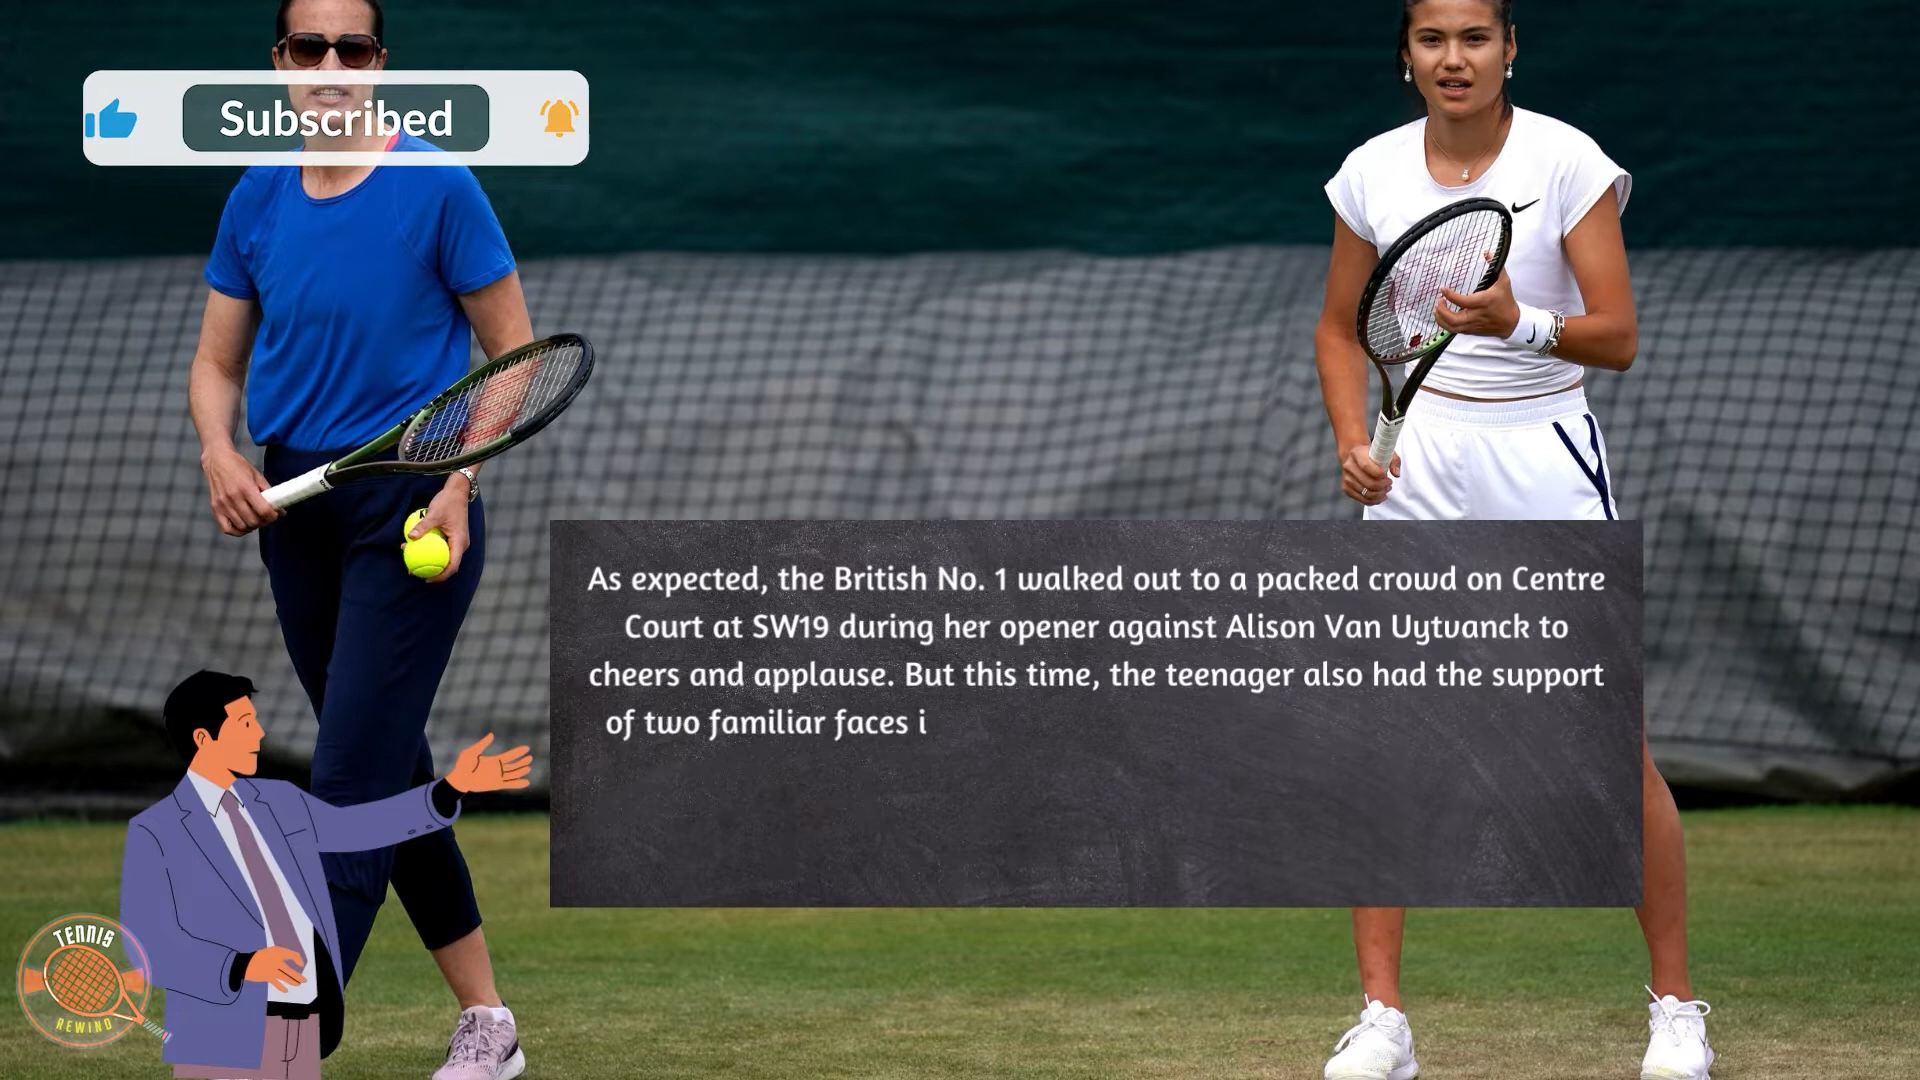 Subscribed
As expected, the British No. 1 walked out to a packed crowd on Centre
Court at SW19 during her opener against Alison Van Uytvanck to
cheers and applause. But this time, the teenager also had the support
of two familiar faces i
TENNIS
REWIND